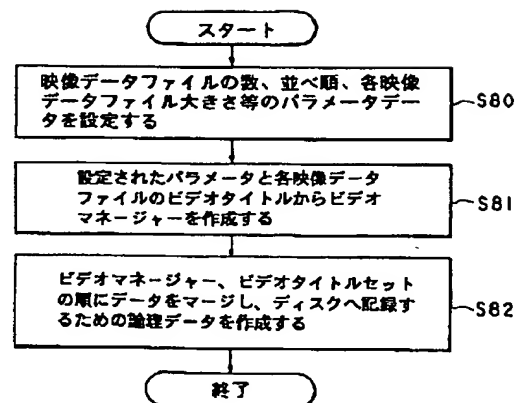 スタート
映像データファイルの数、並べ順、各映像
データファイル大きさ等のパラメータデー
タを設定する
S80
設定されたパラメータと各映像データ
ファイルのビデオタイトルからビデオ
マネージャーを作成する
S81
ビデオマネージャー、ビデオタイトルセット
の順にデータをマージし、ディスクへ記録す
るための論理データを作成する
S82
終了